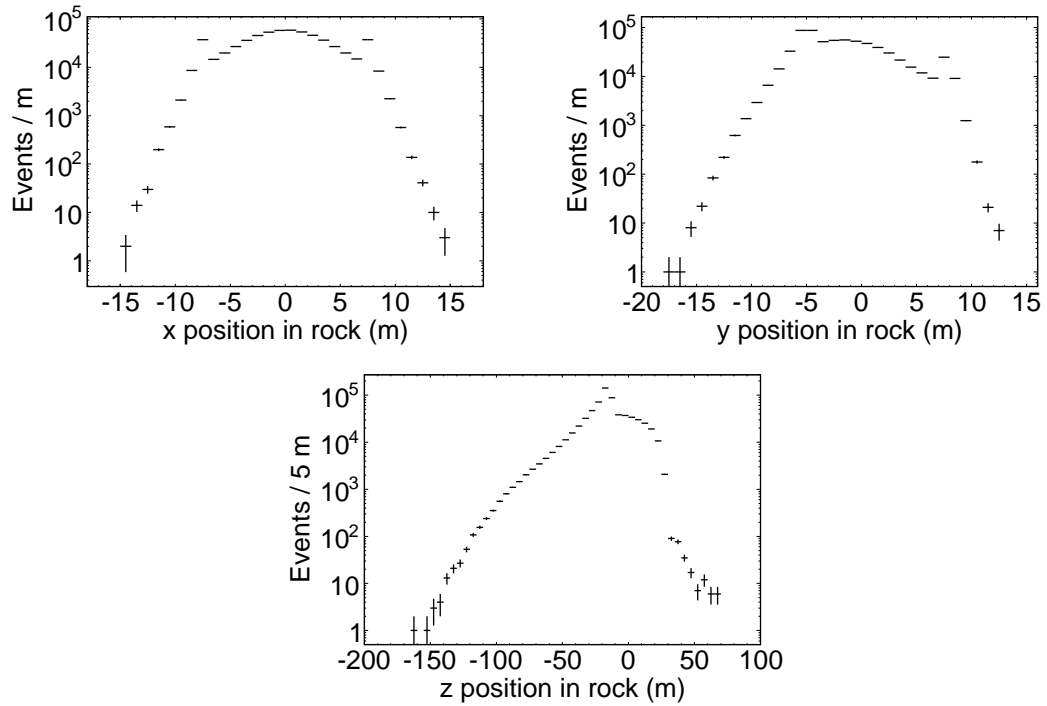 Events / m
10^5
10^4
10^3
10^2
10
1
-15 -10 -5 0 5 10 15
x position in rock (m)
Events / m
10^5
10^4
10^3
10^2
10
1
-20 -15 -10 -5 0 5 10 15
y position in rock (m)
Events / 5 m
10^5
10^4
10^3
10^2
10
1
-200 -150 -100 -50 0 50 100
z position in rock (m)